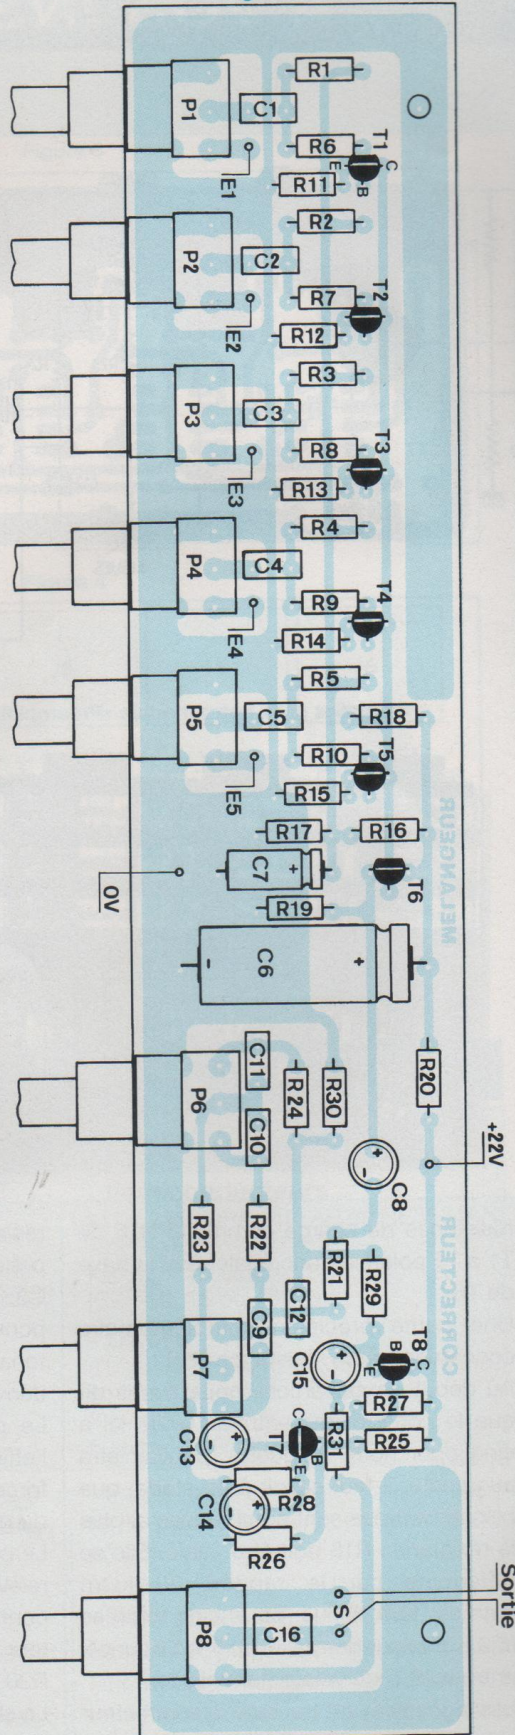 P1
C1
R1
R6
T1
E
C
B
R11
E1
P2
C2
R2
R7
T2
R12
E2
P3
C3
R3
R8
T3
R13
E3
P4
C4
R4
R9
T4
R14
E4
P5
C5
R5
R18
R10
T5
R15
E5
R17
R16
C7
+
T6
0V
R19
MELANGEUR
C6
-
+
P6
C11
R24
R30
R20
C10
+
-
C8
+22V
R23
R22
R21
R29
CORRECTEUR
P7
C9
C12
C15
+
-
T8
B
C
E
R27
C13
+
-
T7
C
B
E
R31
R25
R28
C14
+
-
R26
P8
C16
S
Sortie